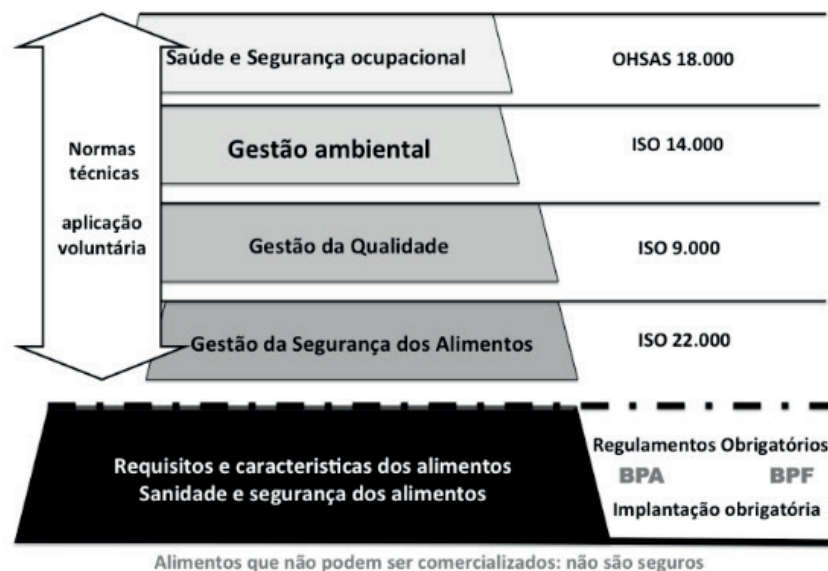 Saúde e Segurança ocupacional
OHSAS 18.000
Normas
técnicas
aplicação
voluntária
Gestão ambiental
ISO 14.000
Gestão da Qualidade
ISO 9.000
Gestão da Segurança dos Alimentos
ISO 22.000
Requisitos e caracteristicas dos alimentos
Sanidade e segurança dos alimentos
Regulamentos Obrigatórios
BPA BPF
Implantação obrigatória
Alimentos que não podem ser comercializados: não são seguros